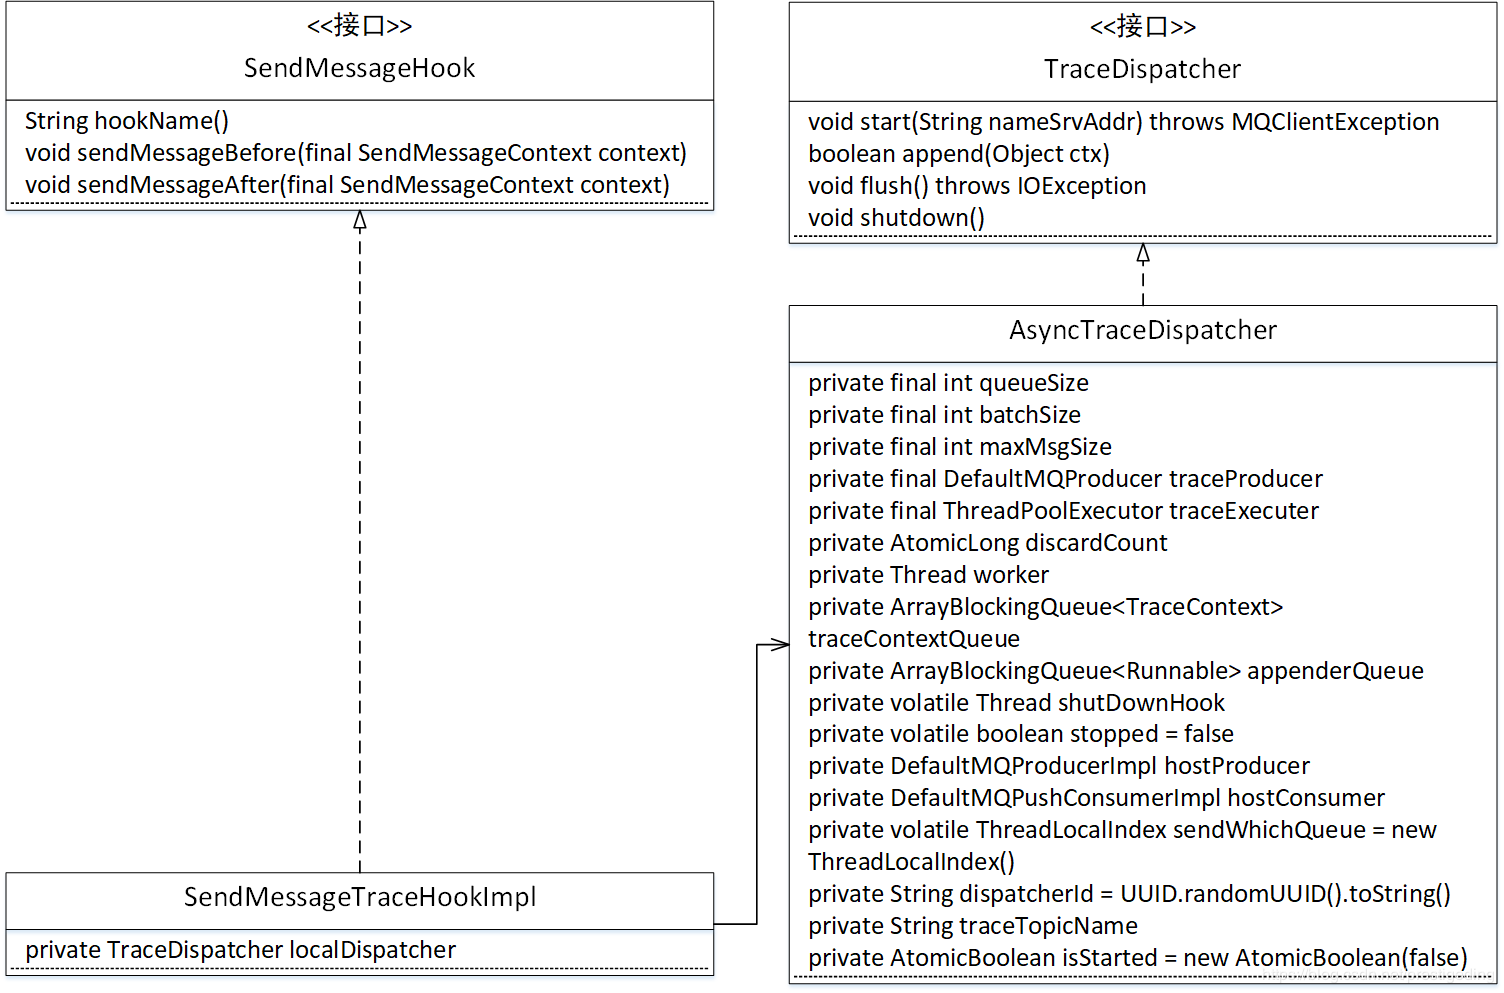 <<接口>>
SendMessageHook
String hookName()
void sendMessageBefore(final SendMessageContext context)
void sendMessageAfter(final SendMessageContext context)
<<接口>>
TraceDispatcher
void start(String nameSrvAddr) throws MQClientException
boolean append(Object ctx)
void flush() throws IOException
void shutdown()
AsyncTraceDispatcher
private final int queueSize
private final int batchSize
private final int maxMsgSize
private final DefaultMQProducer traceProducer
private final ThreadPoolExecutor traceExecuter
private AtomicLong discardCount
private Thread worker
private ArrayBlockingQueue<TraceContext>
traceContextQueue
private ArrayBlockingQueue<Runnable> appenderQueue
private volatile Thread shutDownHook
private volatile boolean stopped = false
private DefaultMQProducerImpl hostProducer
private DefaultMQPushConsumerImpl hostConsumer
private volatile ThreadLocalIndex sendWhichQueue = new
ThreadLocalIndex()
private String dispatcherId = UUID.randomUUID().toString()
private String traceTopicName
private AtomicBoolean isStarted = new AtomicBoolean(false)
SendMessageTraceHookImpl
private TraceDispatcher localDispatcher